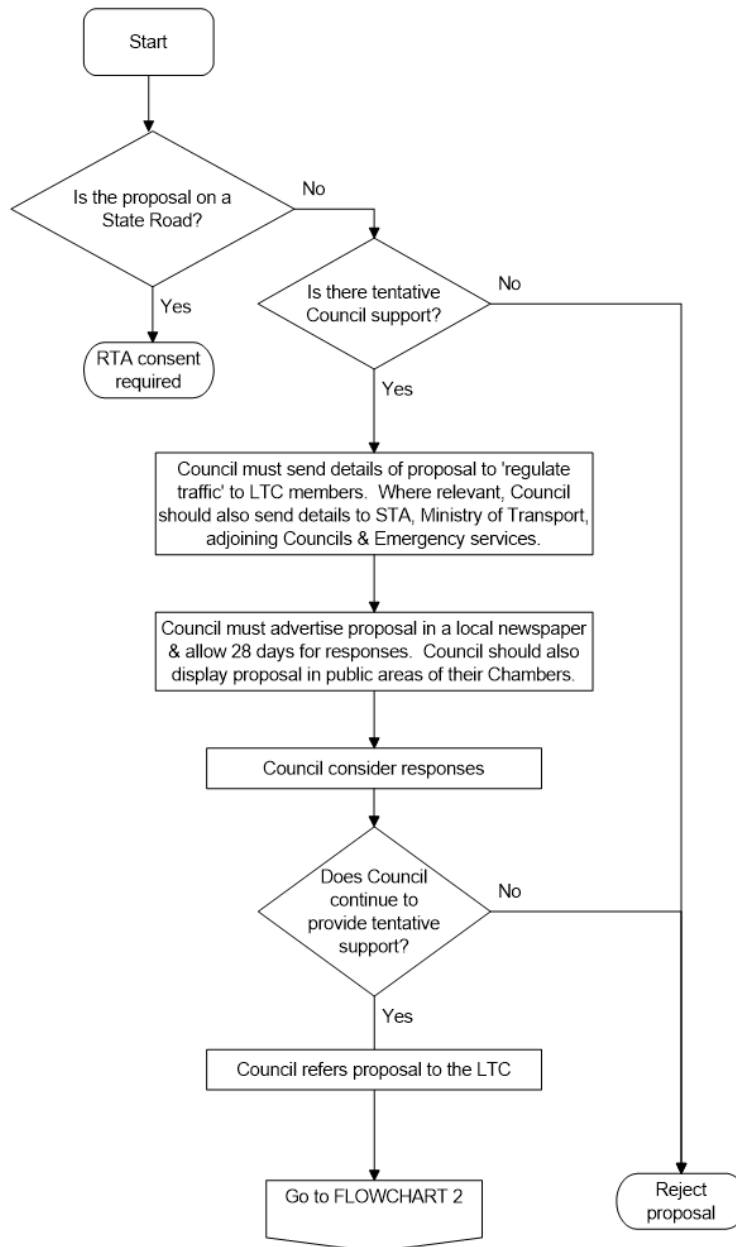 Start
Is the proposal on a
State Road?
No
Yes
Is there tentative
Council support?
No
RTA consent
required
Yes
Council must send details of proposal to 'regulate
traffic' to LTC members.  Where relevant, Council
should also send details to STA, Ministry of Transport,
adjoining Councils & Emergency services.
Council must advertise proposal in a local newspaper
& allow 28 days for responses.  Council should also
display proposal in public areas of their Chambers.
Council consider responses
Does Council
continue to
provide tentative
support?
No
Yes
Council refers proposal to the LTC
Go to FLOWCHART 2
Reject
proposal